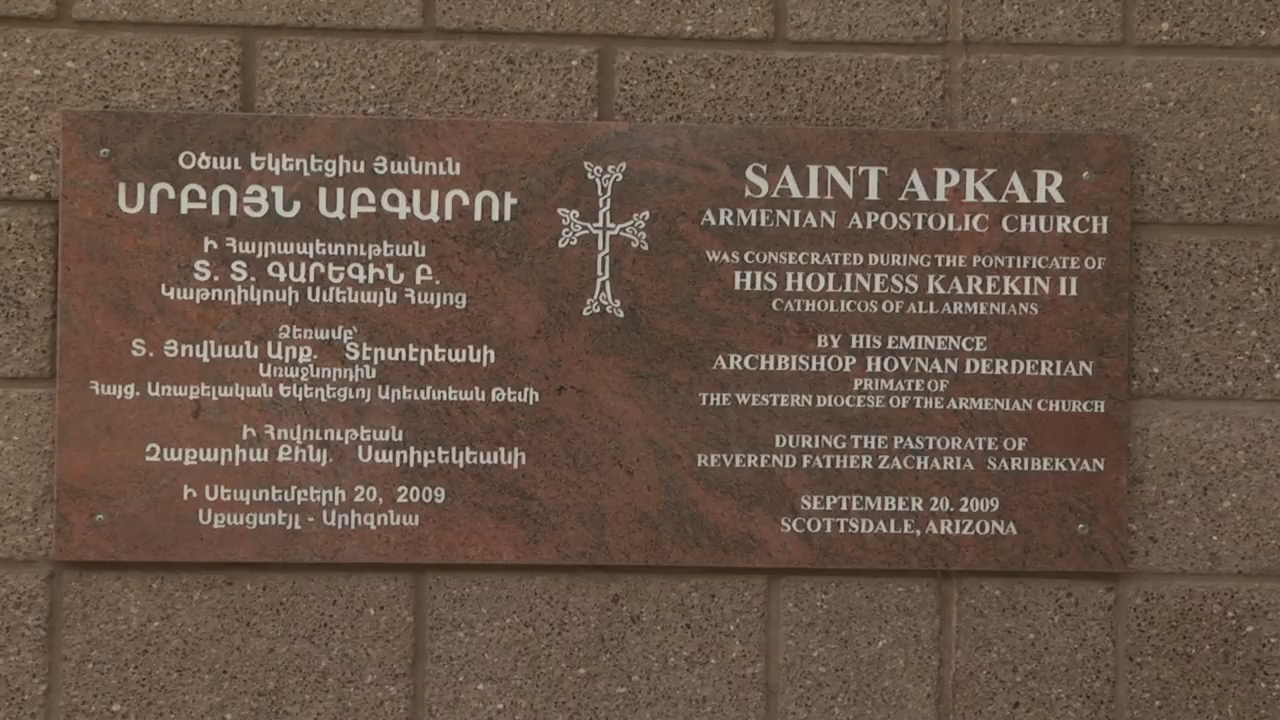 Օծաւ Եկեղեցիս Յանուն
ՍՐԲՈՅՆ ԱԲԳԱՐՈՒ
Ի Հայրապետութեան
Տ. Տ. ԳԱՐԵԳԻՆ Բ.
Կաթողիկոսի Ամենայն Հայոց
Ձեռամբ՝
Տ. Յովնան Արք. Տէրտէրեանի
Առաջնորդին
Հայց. Առաքելական Եկեղեցւոյ Արեւմտեան Թեմի
Ի Հովուութեան
Զաքարիա Քհնյ. Սարիբեկեանի
Ի Սեպտեմբերի 20, 2009
Սքացտէյլ - Արիզոնա
SAINT APKAR
ARMENIAN APOSTOLIC CHURCH
WAS CONSECRATED DURING THE PONTIFICATE OF
HIS HOLINESS KAREKIN II
CATHOLICOS OF ALL ARMENIANS
BY HIS EMINENCE
ARCHBISHOP HOVNAN DERDERIAN
PRIMATE OF
THE WESTERN DIOCESE OF THE ARMENIAN CHURCH
DURING THE PASTORATE OF
REVEREND FATHER ZACHARIA SARIBEKYAN
SEPTEMBER 20. 2009
SCOTTSDALE, ARIZONA